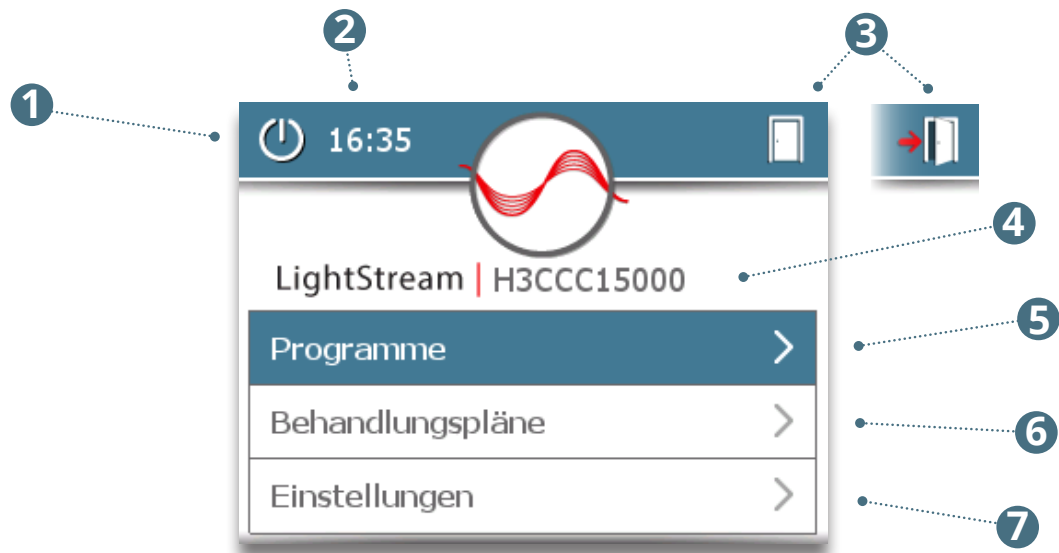 2
3
1
16:35
4
LightStream | H3CCC15000
5
Programme
6
Behandlungspläne
Einstellungen
7